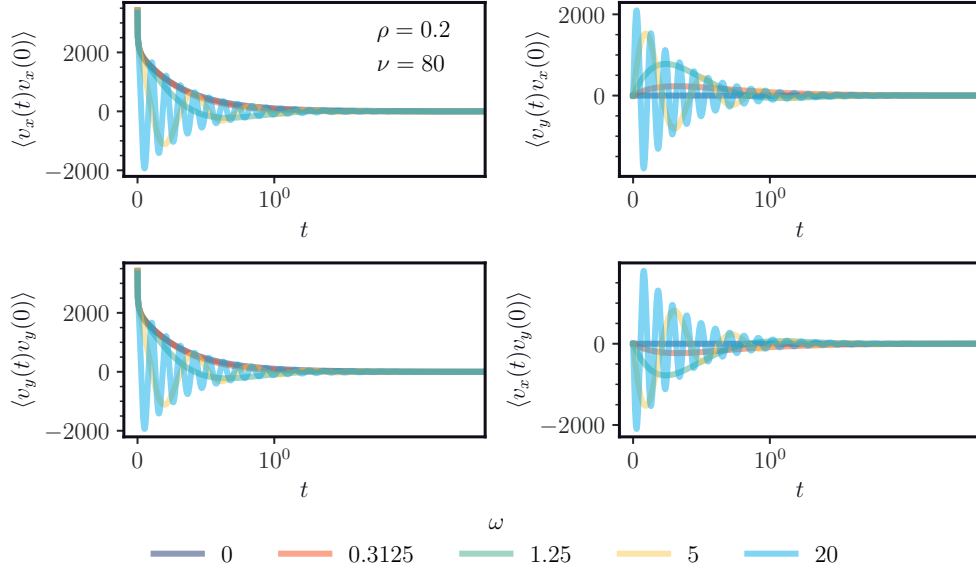 ⟨v_x(t)v_x(0)⟩
2000
0
−2000
ρ = 0.2
ν = 80
0
10^0
t
⟨v_y(t)v_x(0)⟩
2000
0
0
10^0
t
⟨v_y(t)v_y(0)⟩
2000
0
−2000
0
10^0
t
⟨v_x(t)v_y(0)⟩
0
−2000
0
10^0
t
ω
0 0.3125 1.25 5 20